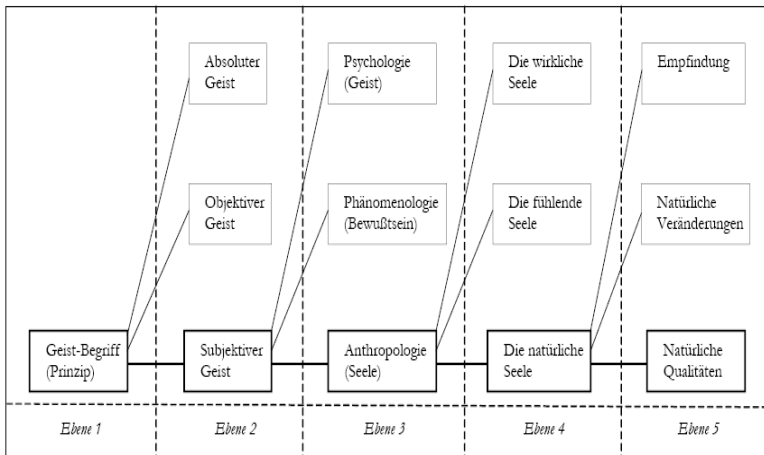 Absoluter
Geist
Psychologie
(Geist)
Die wirkliche
Seele
Empfindung
Objektiver
Geist
Phänomenologie
(Bewußtsein)
Die fühlende
Seele
Natürliche
Veränderungen
Geist-Begriff
(Prinzip)
Subjektiver
Geist
Anthropologie
(Seele)
Die natürliche
Seele
Natürliche
Qualitäten
Ebene 1
Ebene 2
Ebene 3
Ebene 4
Ebene 5